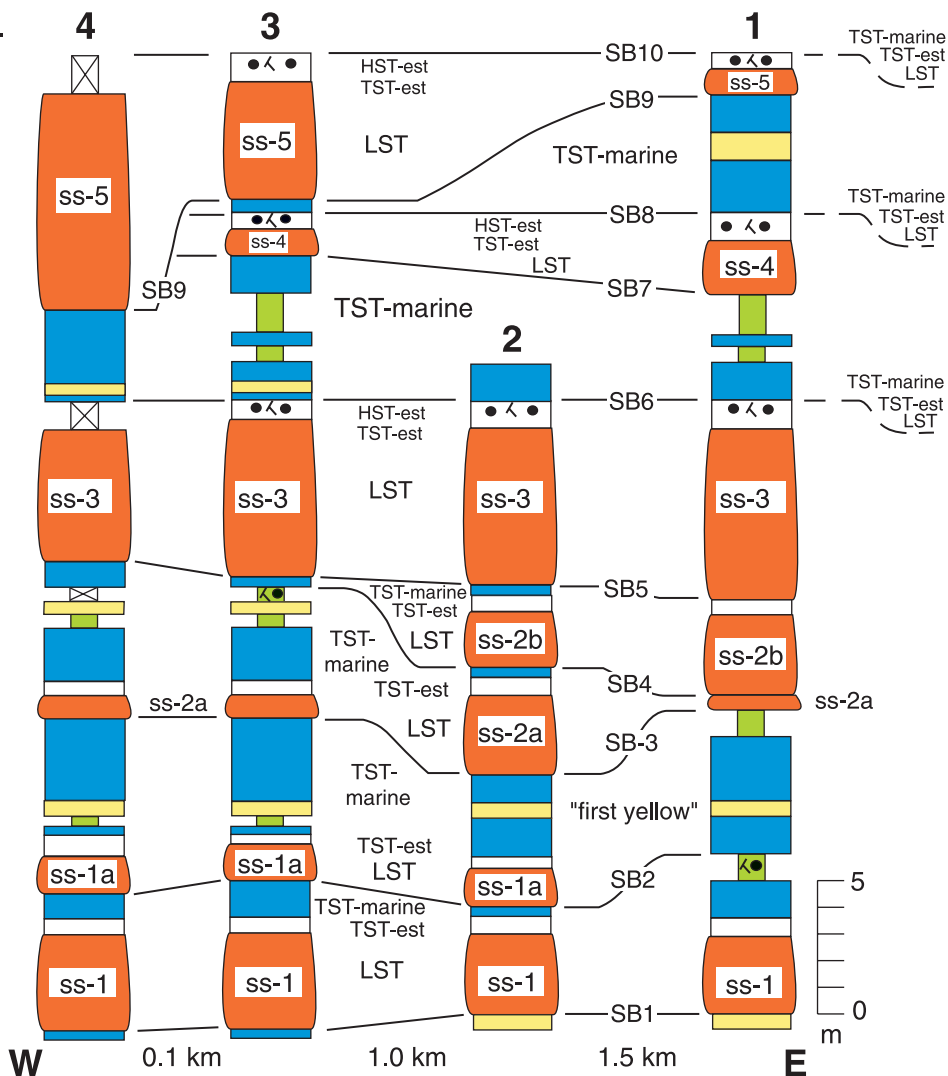 4
3
1
SB10
TST-marine
TST-est
LST
HST-est
TST-est
ss-5
SB9
LST
ss-5
TST-marine
ss-5
SB8
TST-marine
TST-est
LST
HST-est
TST-est
ss-4
LST
ss-4
SB9
SB7
TST-marine
2
SB6
TST-marine
TST-est
LST
HST-est
TST-est
LST
ss-3
ss-3
ss-3
ss-3
SB5
TST-marine
TST-est
TST-
marine
LST
ss-2b
ss-2b
TST-est
SB4
ss-2a
ss-2a
LST
ss-2a
SB-3
TST-
marine
"first yellow"
TST-est
LST
ss-1a
ss-1a
ss-1a
SB2
TST-marine
TST-est
5
LST
ss-1
ss-1
ss-1
ss-1
SB1
0
m
W
0.1 km
1.0 km
1.5 km
E